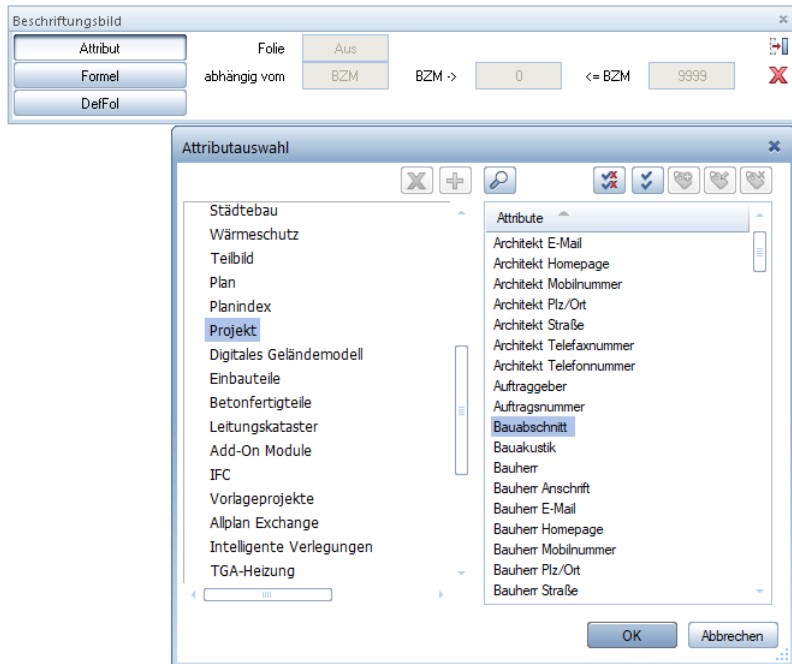 Beschriftungsbild
Attribut Folie Aus
Formel abhängig vom BZM BZM -> 0 <= BZM 9999
DefFol
Attributauswahl
Städtebau
Wärmeschutz
Teilbild
Plan
Planindex
Projekt
Digitales Geländemodell
Einbauteile
Betonfertigteile
Leitungskataster
Add-On Module
IFC
Vorlageprojekte
Allplan Exchange
Intelligente Verlegungen
TGA-Heizung
Attribute
Architekt E-Mail
Architekt Homepage
Architekt Mobilnummer
Architekt Plz/Ort
Architekt Straße
Architekt Telefaxnummer
Architekt Telefonnummer
Auftraggeber
Auftragsnummer
Bauabschnitt
Bauakustik
Bauherr
Bauherr Anschrift
Bauherr E-Mail
Bauherr Homepage
Bauherr Mobilnummer
Bauherr Plz/Ort
Bauherr Straße
OK Abbrechen